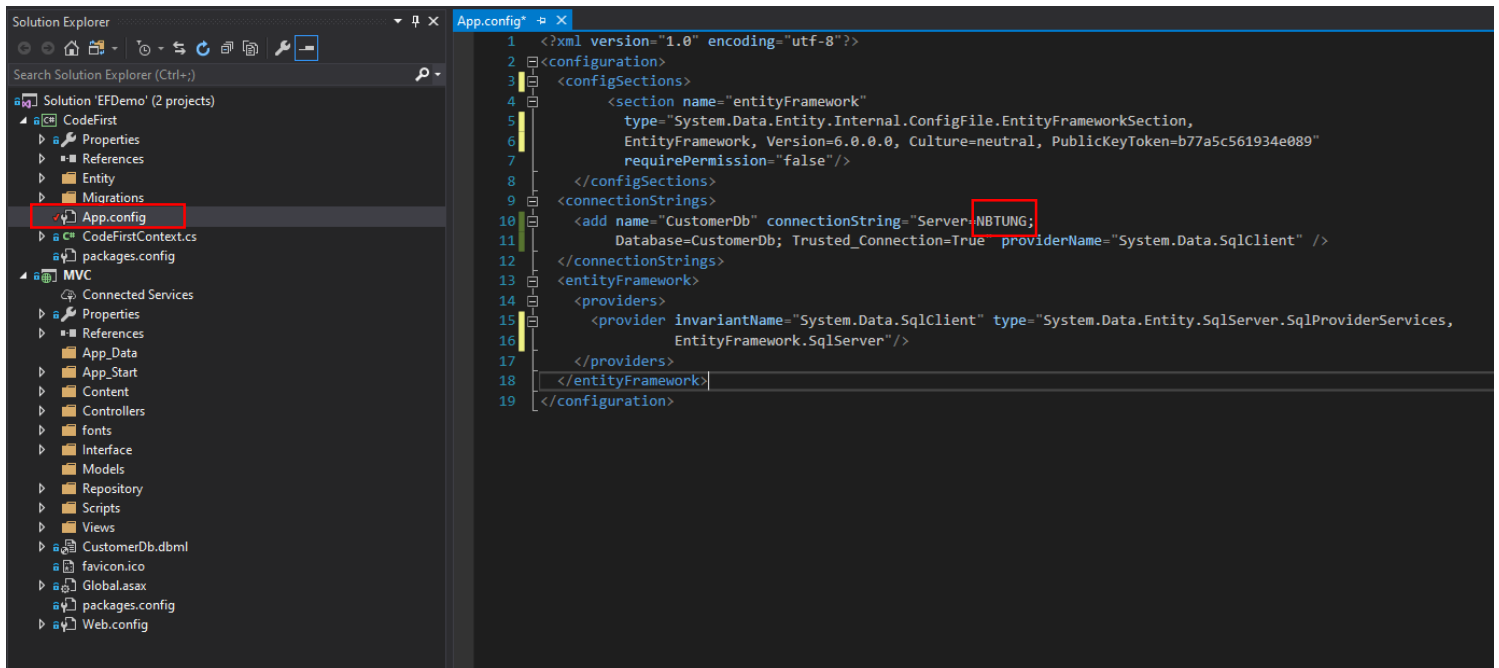 Solution Explorer
Search Solution Explorer (Ctrl+;)
Solution 'EFDemo' (2 projects)
C# CodeFirst
Properties
References
Entity
Migrations
App.config
C# CodeFirstContext.cs
packages.config
MVC
Connected Services
Properties
References
App_Data
App_Start
Content
Controllers
fonts
Interface
Models
Repository
Scripts
Views
CustomerDb.dbml
favicon.ico
Global.asax
packages.config
Web.config
App.config*
1 <?xml version="1.0" encoding="utf-8"?>
2 <configuration>
3 <configSections>
4 <section name="entityFramework"
5 type="System.Data.Entity.Internal.ConfigFile.EntityFrameworkSection,
6 EntityFramework, Version=6.0.0.0, Culture=neutral, PublicKeyToken=b77a5c561934e089"
7 requirePermission="false"/>
8 </configSections>
9 <connectionStrings>
10 <add name="CustomerDb" connectionString="Server=NBTUNG;
11 Database=CustomerDb; Trusted_Connection=True" providerName="System.Data.SqlClient" />
12 </connectionStrings>
13 <entityFramework>
14 <providers>
15 <provider invariantName="System.Data.SqlClient" type="System.Data.Entity.SqlServer.SqlProviderServices,
16 EntityFramework.SqlServer"/>
17 </providers>
18 </entityFramework>
19 </configuration>